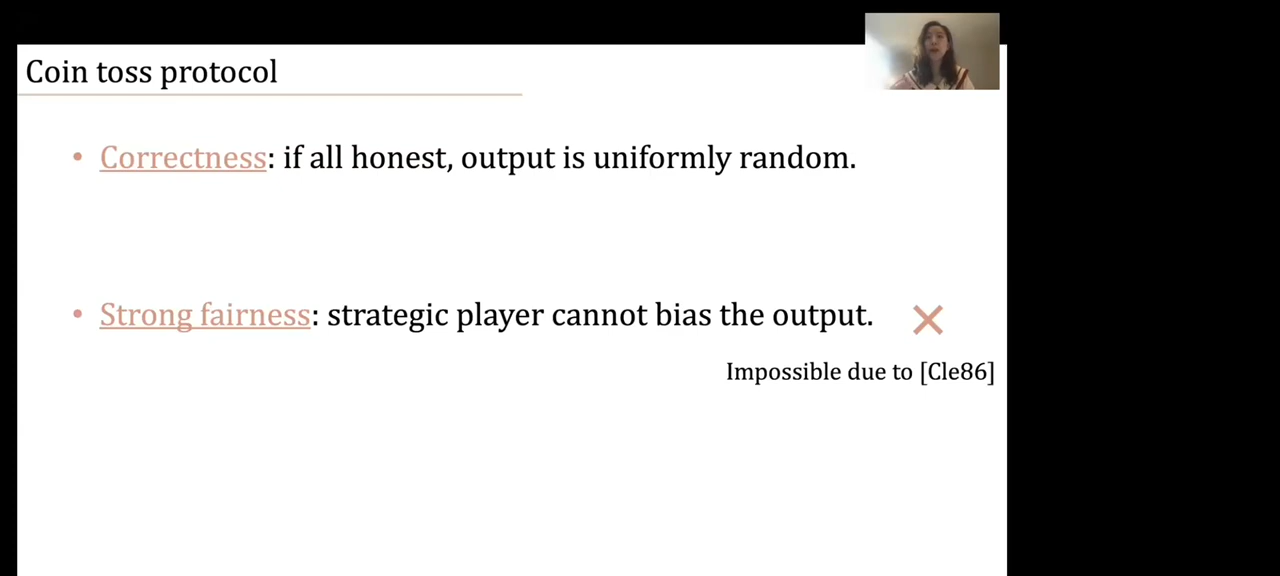 Coin toss protocol
• Correctness: if all honest, output is uniformly random.
• Strong fairness: strategic player cannot bias the output.
Impossible due to [Cle86]